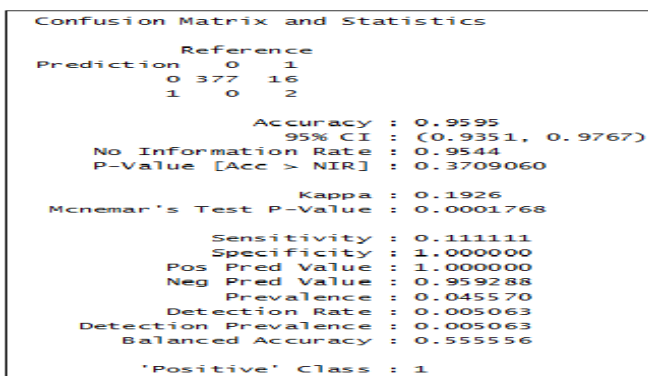 Confusion Matrix and Statistics
Reference
Prediction 0 1
0 377 16
1 0 2
Accuracy : 0.9595
95% CI : (0.9351, 0.9767)
No Information Rate : 0.9544
P-Value [Acc > NIR] : 0.3709060
Kappa : 0.1926
Mcnemar's Test P-Value : 0.0001768
Sensitivity : 0.111111
Specificity : 1.000000
Pos Pred Value : 1.000000
Neg Pred Value : 0.959288
Prevalence : 0.045570
Detection Rate : 0.005063
Detection Prevalence : 0.005063
Balanced Accuracy : 0.555556
'Positive' Class : 1